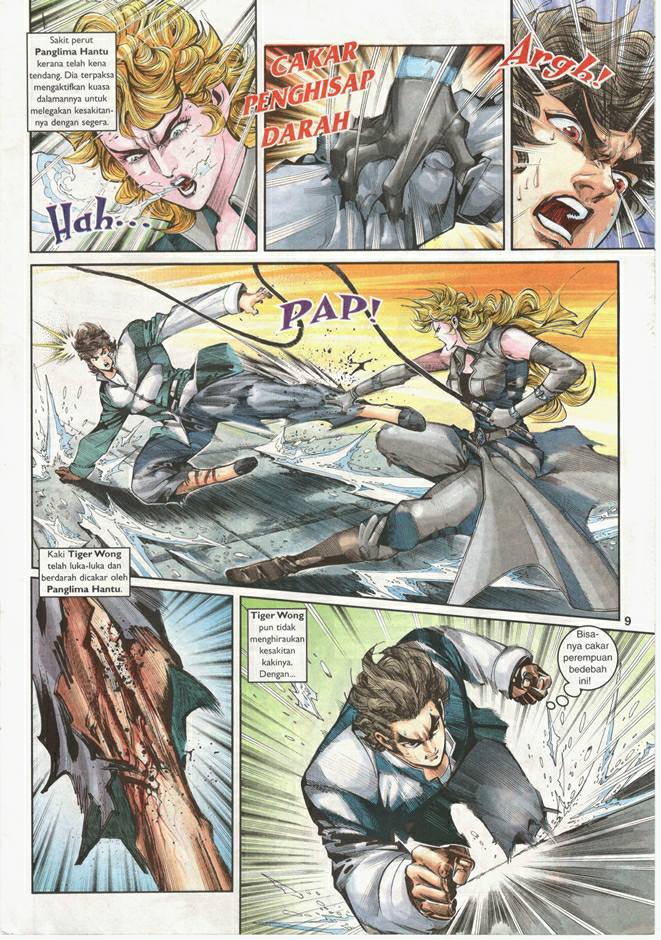 Sakit perut
Panglima Hantu
kerana telah kena
tendang. Dia terpaksa
mengaktifkan kuasa
dalamannya untuk
melegakan kesakitan-
nya dengan segera.
Hah...
CAKAR
PENGHISAP
DARAH
Argh!
PAP!
Kaki Tiger Wong
telah luka-luka dan
berdarah dicakar oleh
Panglima Hantu.
9
Tiger Wong
pun tidak
menghiraukan
kesakitan
kakinya.
Dengan...
Bisa-
nya cakar
perempuan
bedebah
ini!